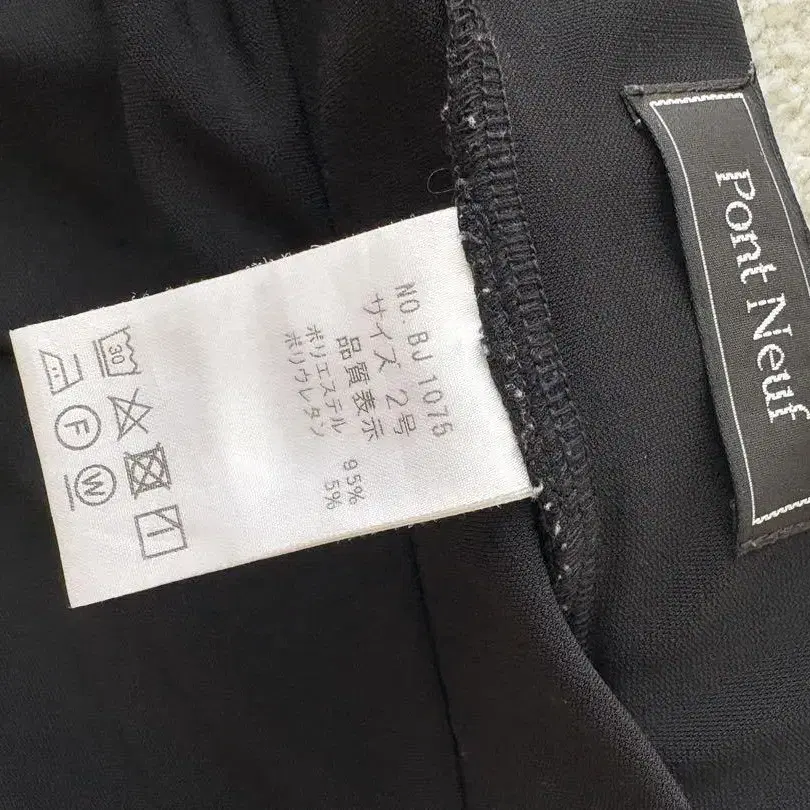 Pont Neuf
NO. BJ 1075
サイズ 2号
品質表示
ポリエステル 95%
ポリウレタン 5%
30
F
W